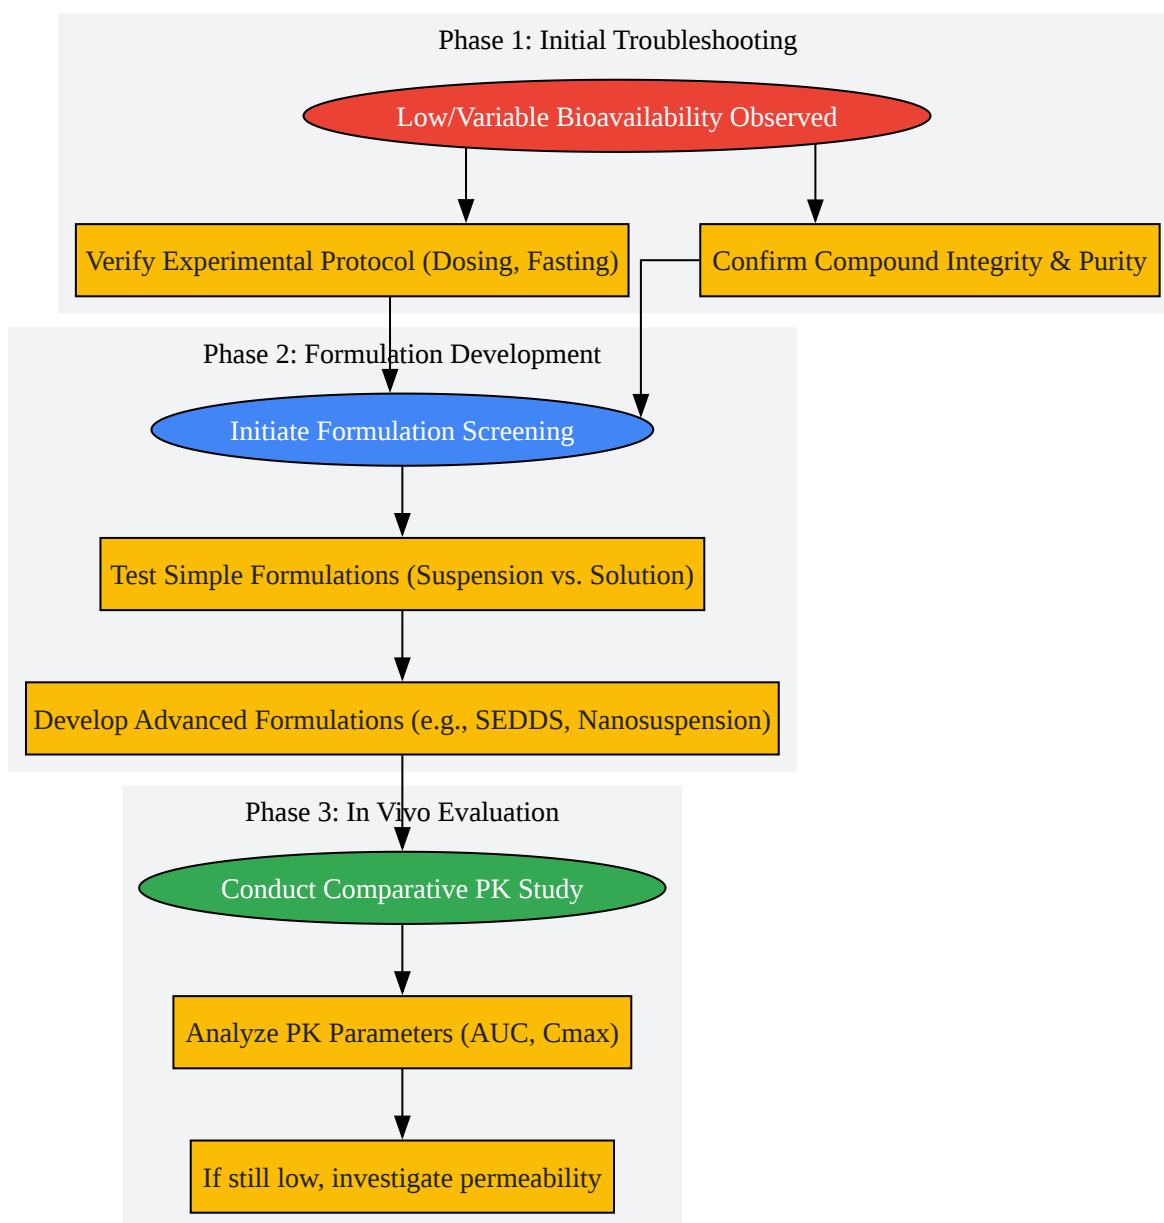 Phase 1: Initial Troubleshooting
Low/Variable Bioavailability Observed
Verify Experimental Protocol (Dosing, Fasting)
Confirm Compound Integrity & Purity
Phase 2: Formulation Development
Initiate Formulation Screening
Test Simple Formulations (Suspension vs. Solution)
Develop Advanced Formulations (e.g., SEDDS, Nanosuspension)
Phase 3: In Vivo Evaluation
Conduct Comparative PK Study
Analyze PK Parameters (AUC, Cmax)
If still low, investigate permeability